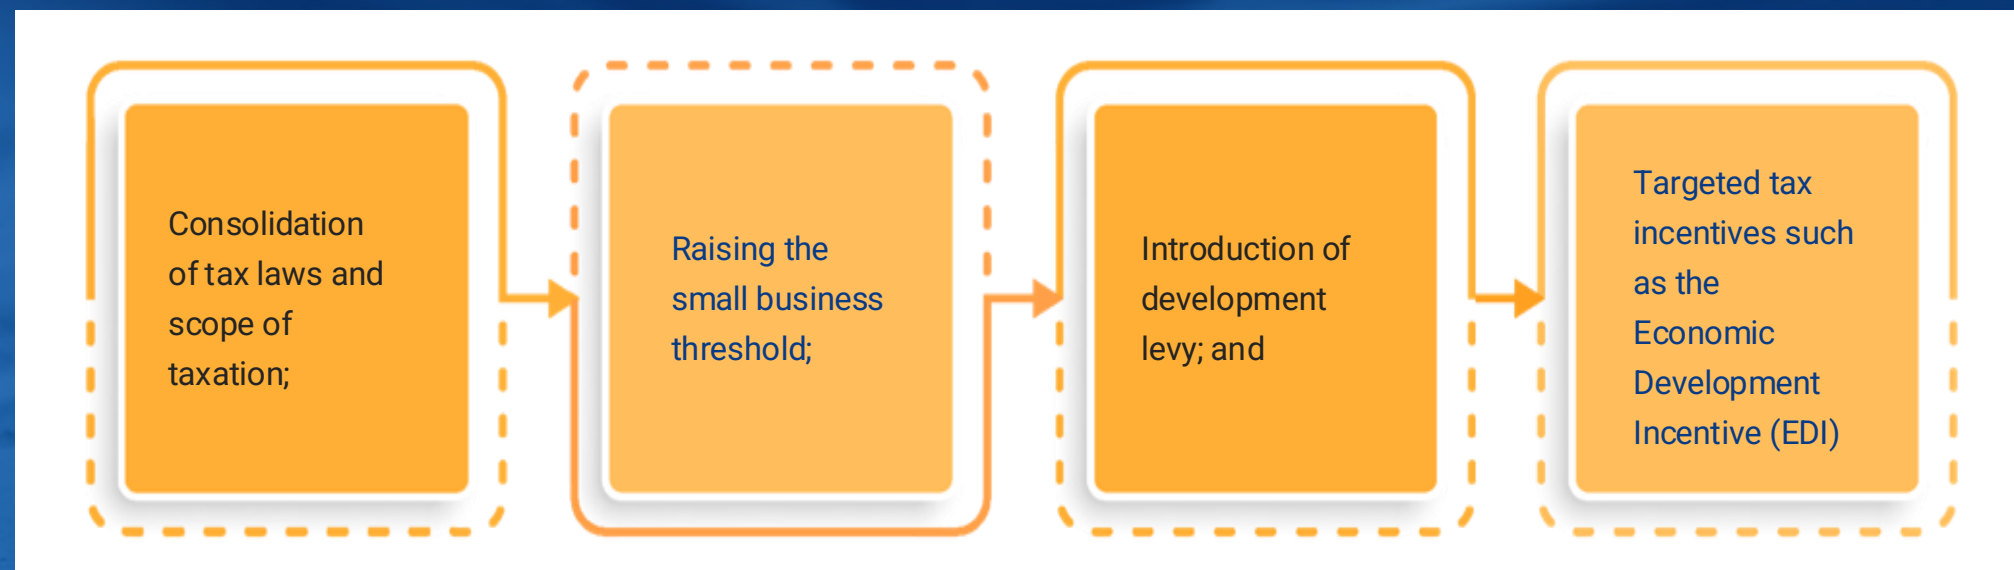 Consolidation
of tax laws and
scope of
taxation;
Raising the
small business
threshold;
Introduction of
development
levy; and
Targeted tax
incentives such
as the
Economic
Development
Incentive (EDI)